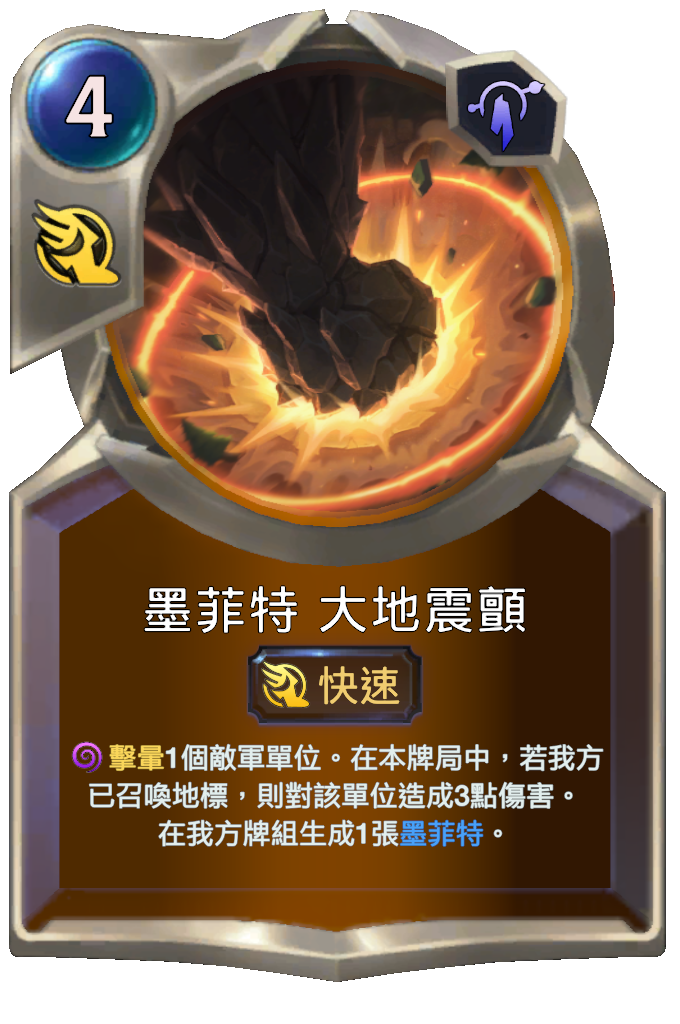 4
墨菲特 大地震顫
快速
擊暈1個敵軍單位。在本牌局中，若我方
已召喚地標，則對該單位造成3點傷害。
在我方牌組生成1張墨菲特。